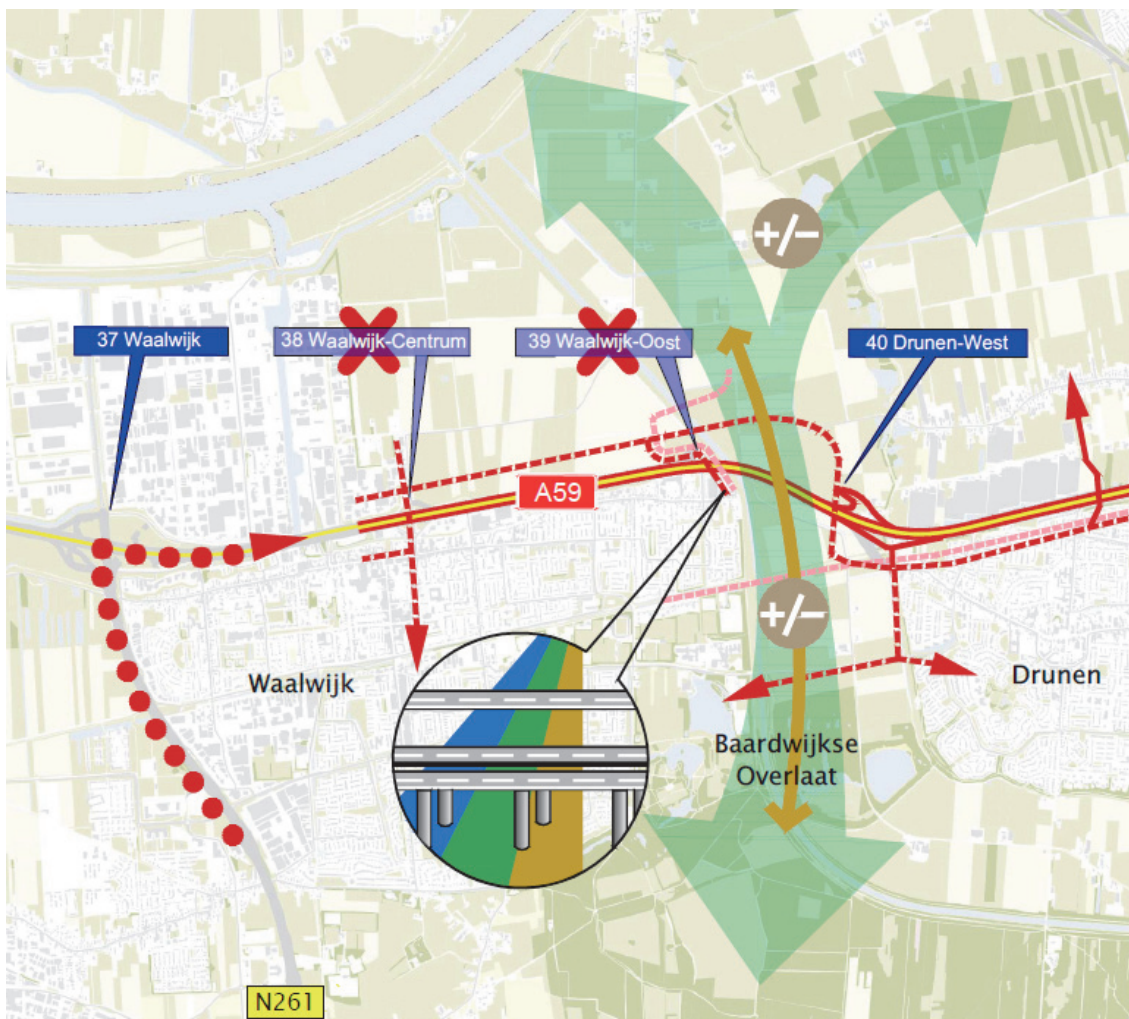 +/–
37 Waalwijk
38 Waalwijk-Centrum
39 Waalwijk-Oost
40 Drunen-West
A59
+/–
Waalwijk
Drunen
Baardwijkse
Overlaat
N261